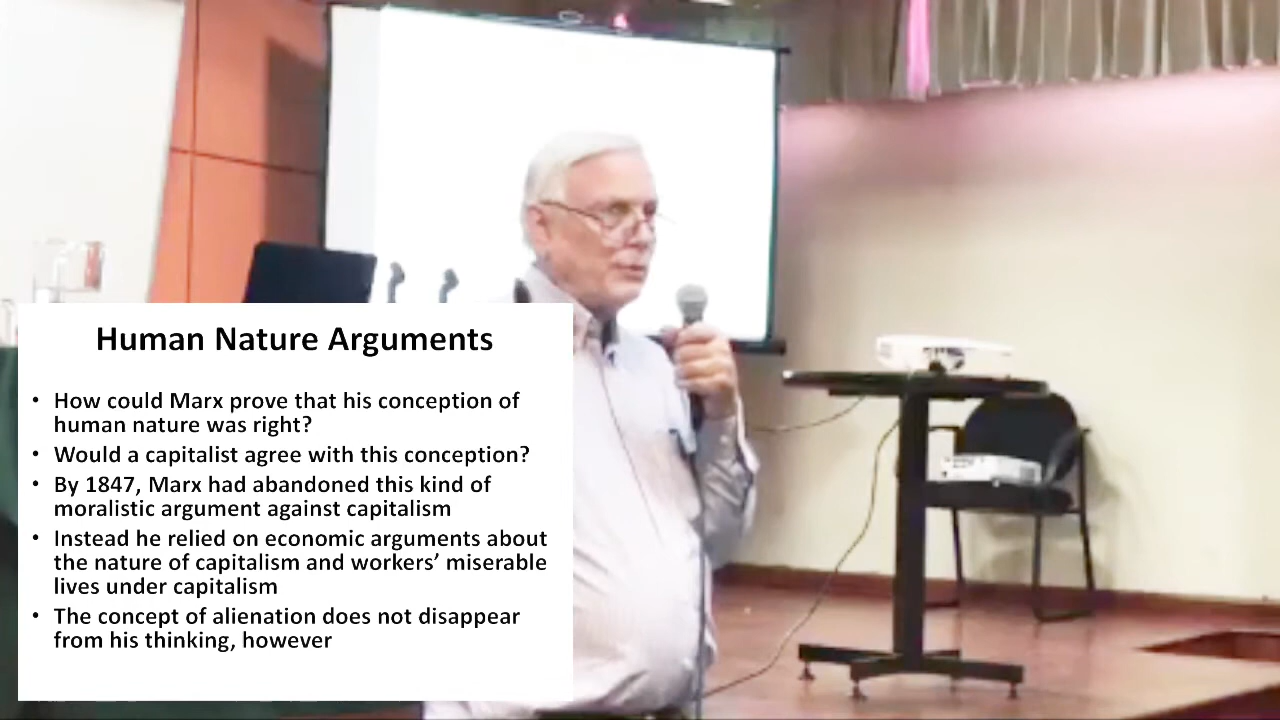 Human Nature Arguments
• How could Marx prove that his conception of
human nature was right?
• Would a capitalist agree with this conception?
• By 1847, Marx had abandoned this kind of
moralistic argument against capitalism
• Instead he relied on economic arguments about
the nature of capitalism and workers’ miserable
lives under capitalism
• The concept of alienation does not disappear
from his thinking, however